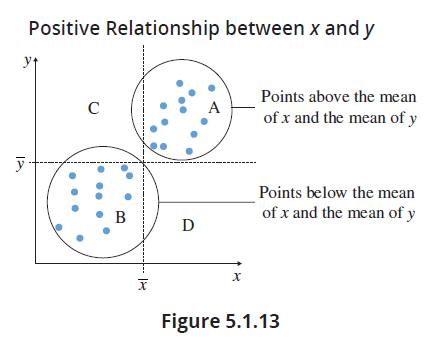 Positive Relationship between x and y
y
C
A
Points above the mean
of x and the mean of y
y̅
Points below the mean
of x and the mean of y
B
D
x̅
x
Figure 5.1.13